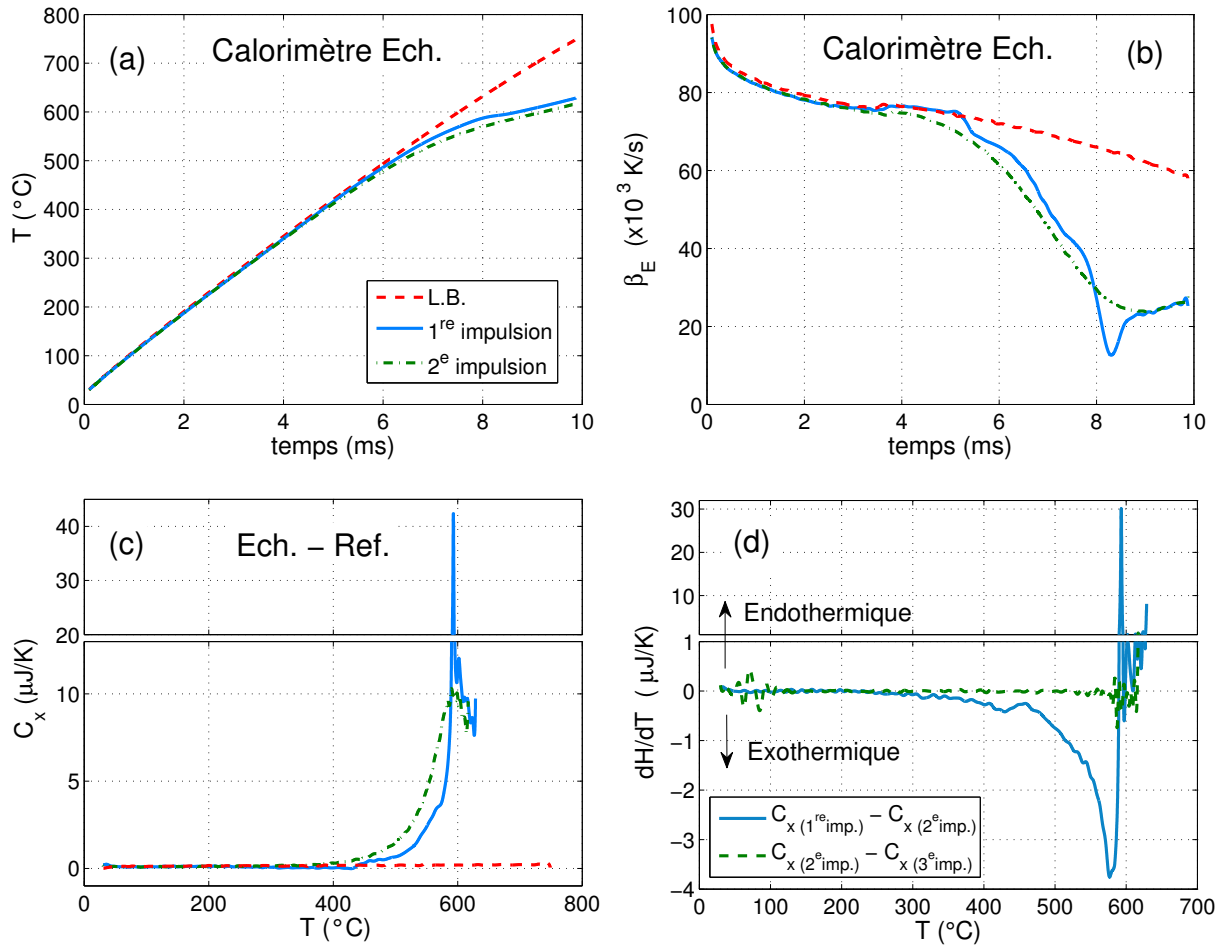 (a)
Calorimètre Ech.
T (°C)
800
700
600
500
400
300
200
100
0
0 2 4 6 8 10
temps (ms)
L.B.
1re impulsion
2e impulsion
(b)
Calorimètre Ech.
βE (x10³ K/s)
100
80
60
40
20
0
0 2 4 6 8 10
temps (ms)
(c)
Ech. − Ref.
Cx (µJ/K)
40
30
20
10
5
0
0 200 400 600 800
T (°C)
(d)
Endothermique
Exothermique
dH/dT (µJ/K)
30
20
10
1
0
−1
−2
−3
−4
0 100 200 300 400 500 600 700
T (°C)
Cx (1re imp.) − Cx (2e imp.)
Cx (2e imp.) − Cx (3e imp.)